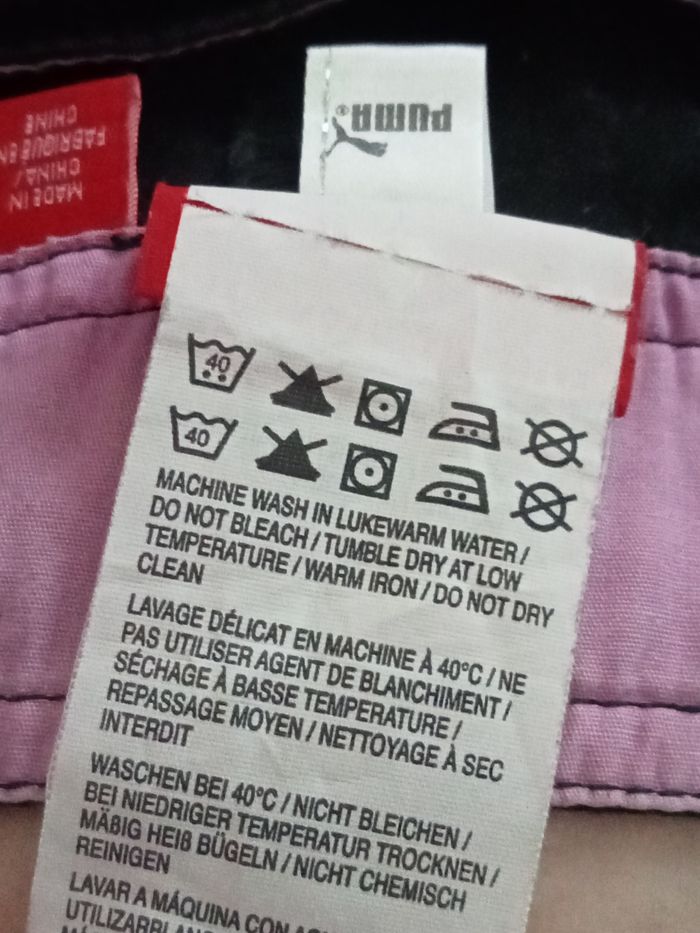 PUMA®
MADE IN
CHINA/
FABRIQUÉ EN
CHINE
40
40
MACHINE WASH IN LUKEWARM WATER /
DO NOT BLEACH / TUMBLE DRY AT LOW
TEMPERATURE / WARM IRON / DO NOT DRY
CLEAN
LAVAGE DÉLICAT EN MACHINE À 40°C / NE
PAS UTILISER AGENT DE BLANCHIMENT /
SÉCHAGE À BASSE TEMPERATURE /
REPASSAGE MOYEN / NETTOYAGE À SEC
INTERDIT
WASCHEN BEI 40°C / NICHT BLEICHEN /
BEI NIEDRIGER TEMPERATUR TROCKNEN /
MÄßIG HEIß BÜGELN / NICHT CHEMISCH
REINIGEN
LAVAR A MÁQUINA CON